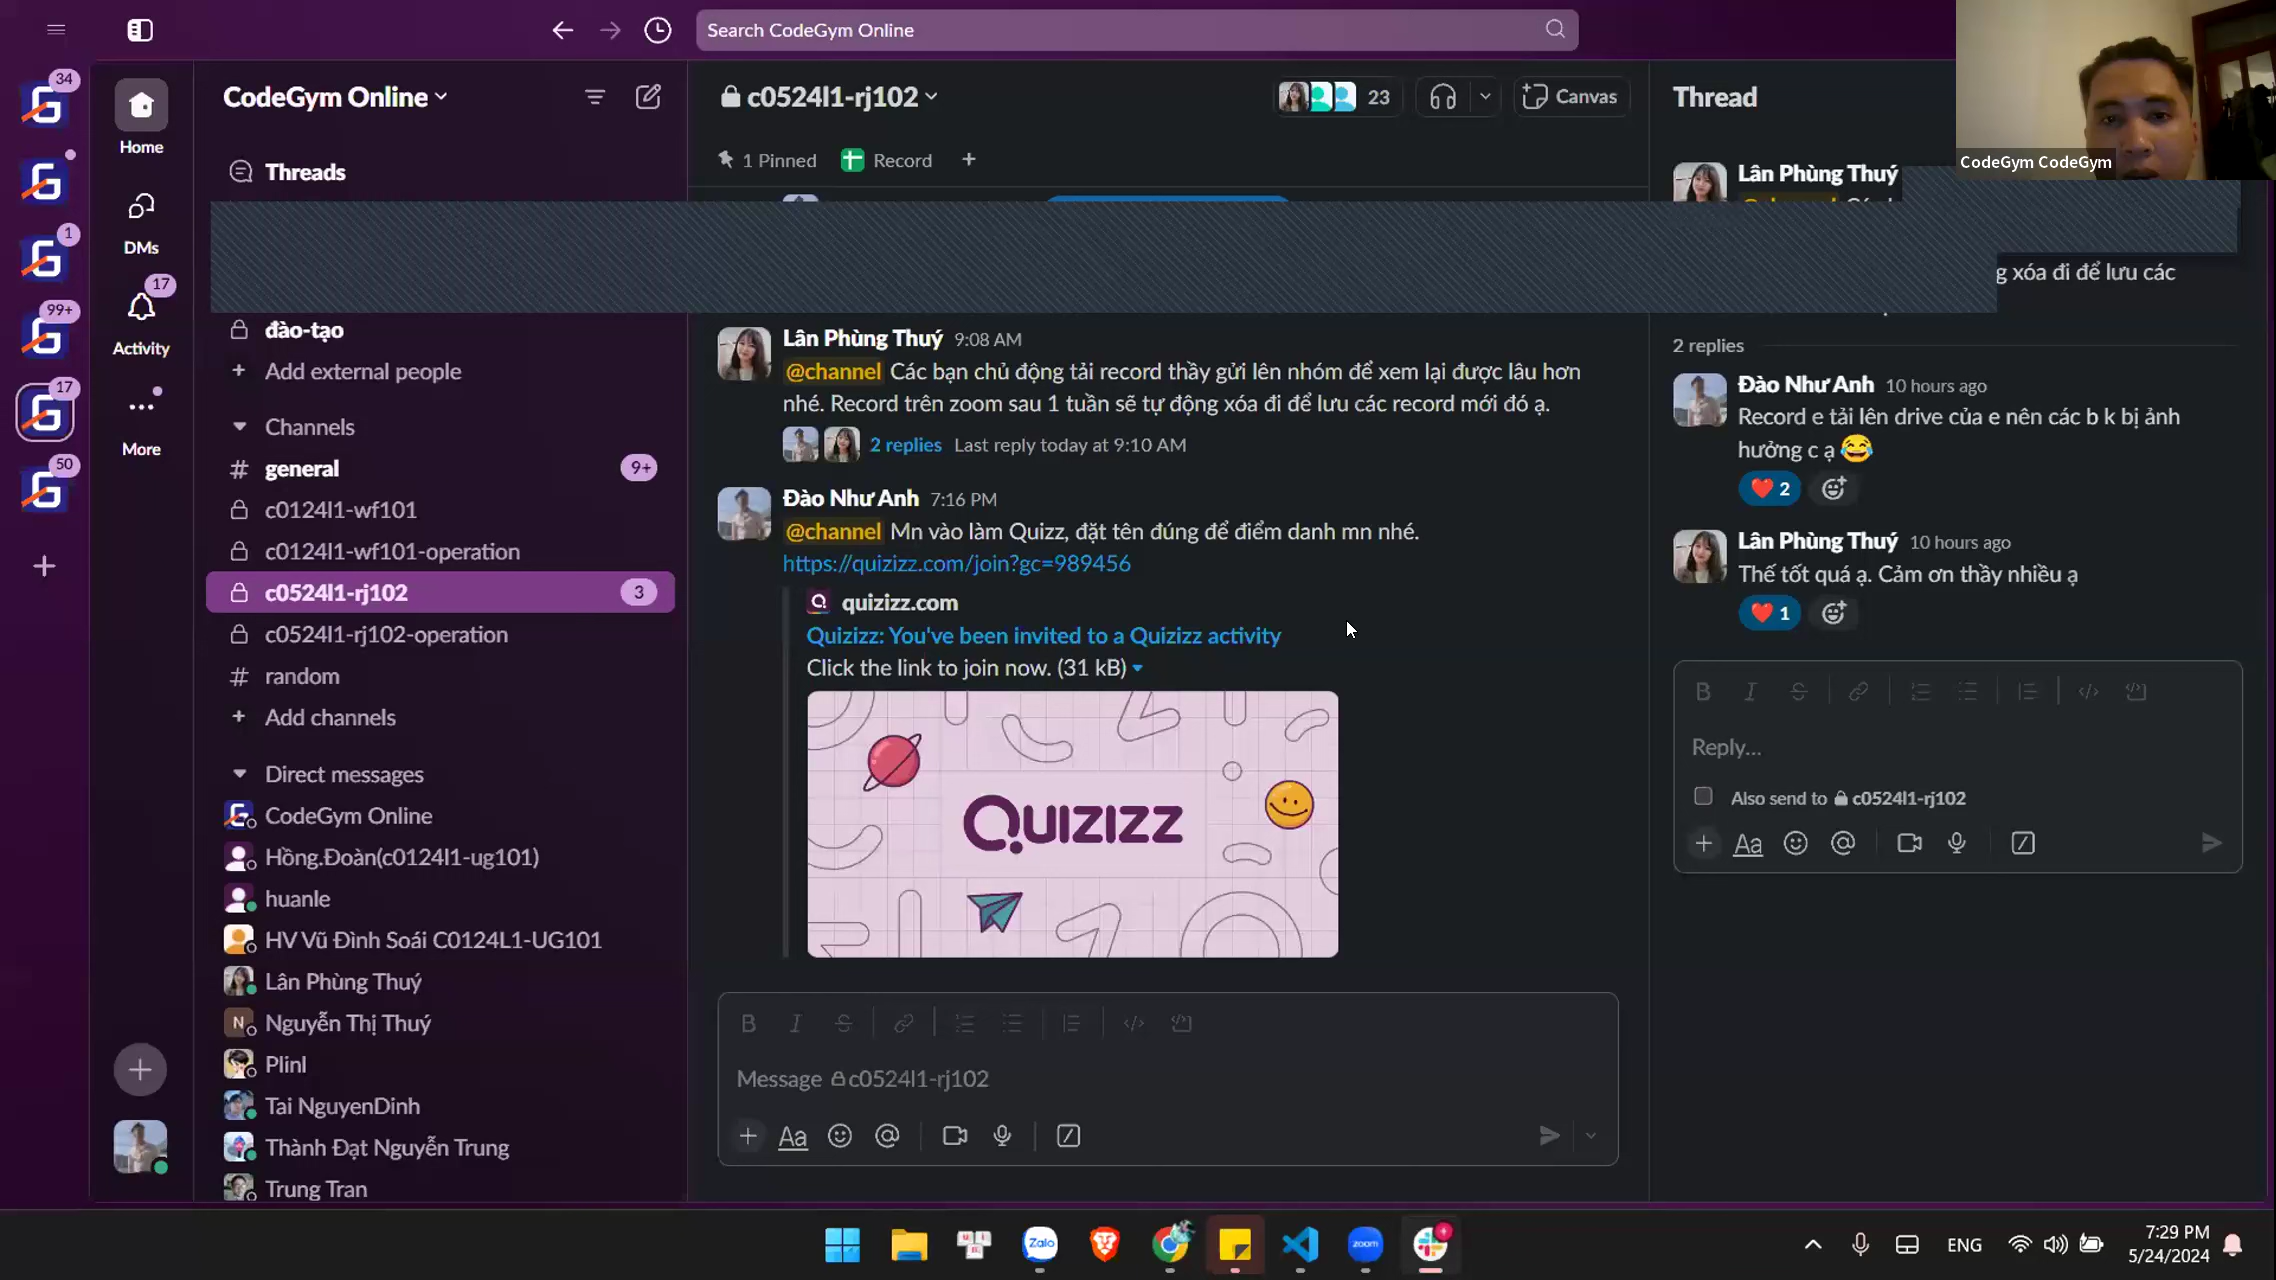 Search CodeGym Online
CodeGym CodeGym
34
1
99+
17
50
Home
DMs
17
Activity
More
CodeGym Online
Threads
đào-tạo
Add external people
Channels
general
9+
c0124l1-wf101
c0124l1-wf101-operation
c0524l1-rj102
3
c0524l1-rj102-operation
random
Add channels
Direct messages
CodeGym Online
Hồng.Đoàn(c0124l1-ug101)
huanle
HV Vũ Đình Soái C0124L1-UG101
Lân Phùng Thuý
N
Nguyễn Thị Thuý
Plinl
Tai NguyenDinh
Thành Đạt Nguyễn Trung
Trung Tran
c0524l1-rj102
23
Canvas
1 Pinned
Record
Lân Phùng Thuý 9:08 AM
@channel Các bạn chủ động tải record thầy gửi lên nhóm để xem lại được lâu hơn
nhé. Record trên zoom sau 1 tuần sẽ tự động xóa đi để lưu các record mới đó ạ.
2 replies Last reply today at 9:10 AM
Đào Như Anh 7:16 PM
@channel Mn vào làm Quizz, đặt tên đúng để điểm danh mn nhé.
https://quizizz.com/join?gc=989456
quizizz.com
Quizizz: You've been invited to a Quizizz activity
Click the link to join now. (31 kB)
QUIZIZZ
Message c0524l1-rj102
Aa
Thread
Lân Phùng Thuý
g xóa đi để lưu các
2 replies
Đào Như Anh 10 hours ago
Record e tải lên drive của e nên các b k bị ảnh
hưởng c ạ 😂
❤️ 2
Lân Phùng Thuý 10 hours ago
Thế tốt quá ạ. Cảm ơn thầy nhiều ạ
❤️ 1
Reply...
Also send to c0524l1-rj102
Aa
Zalo
zoom
ENG
7:29 PM
5/24/2024